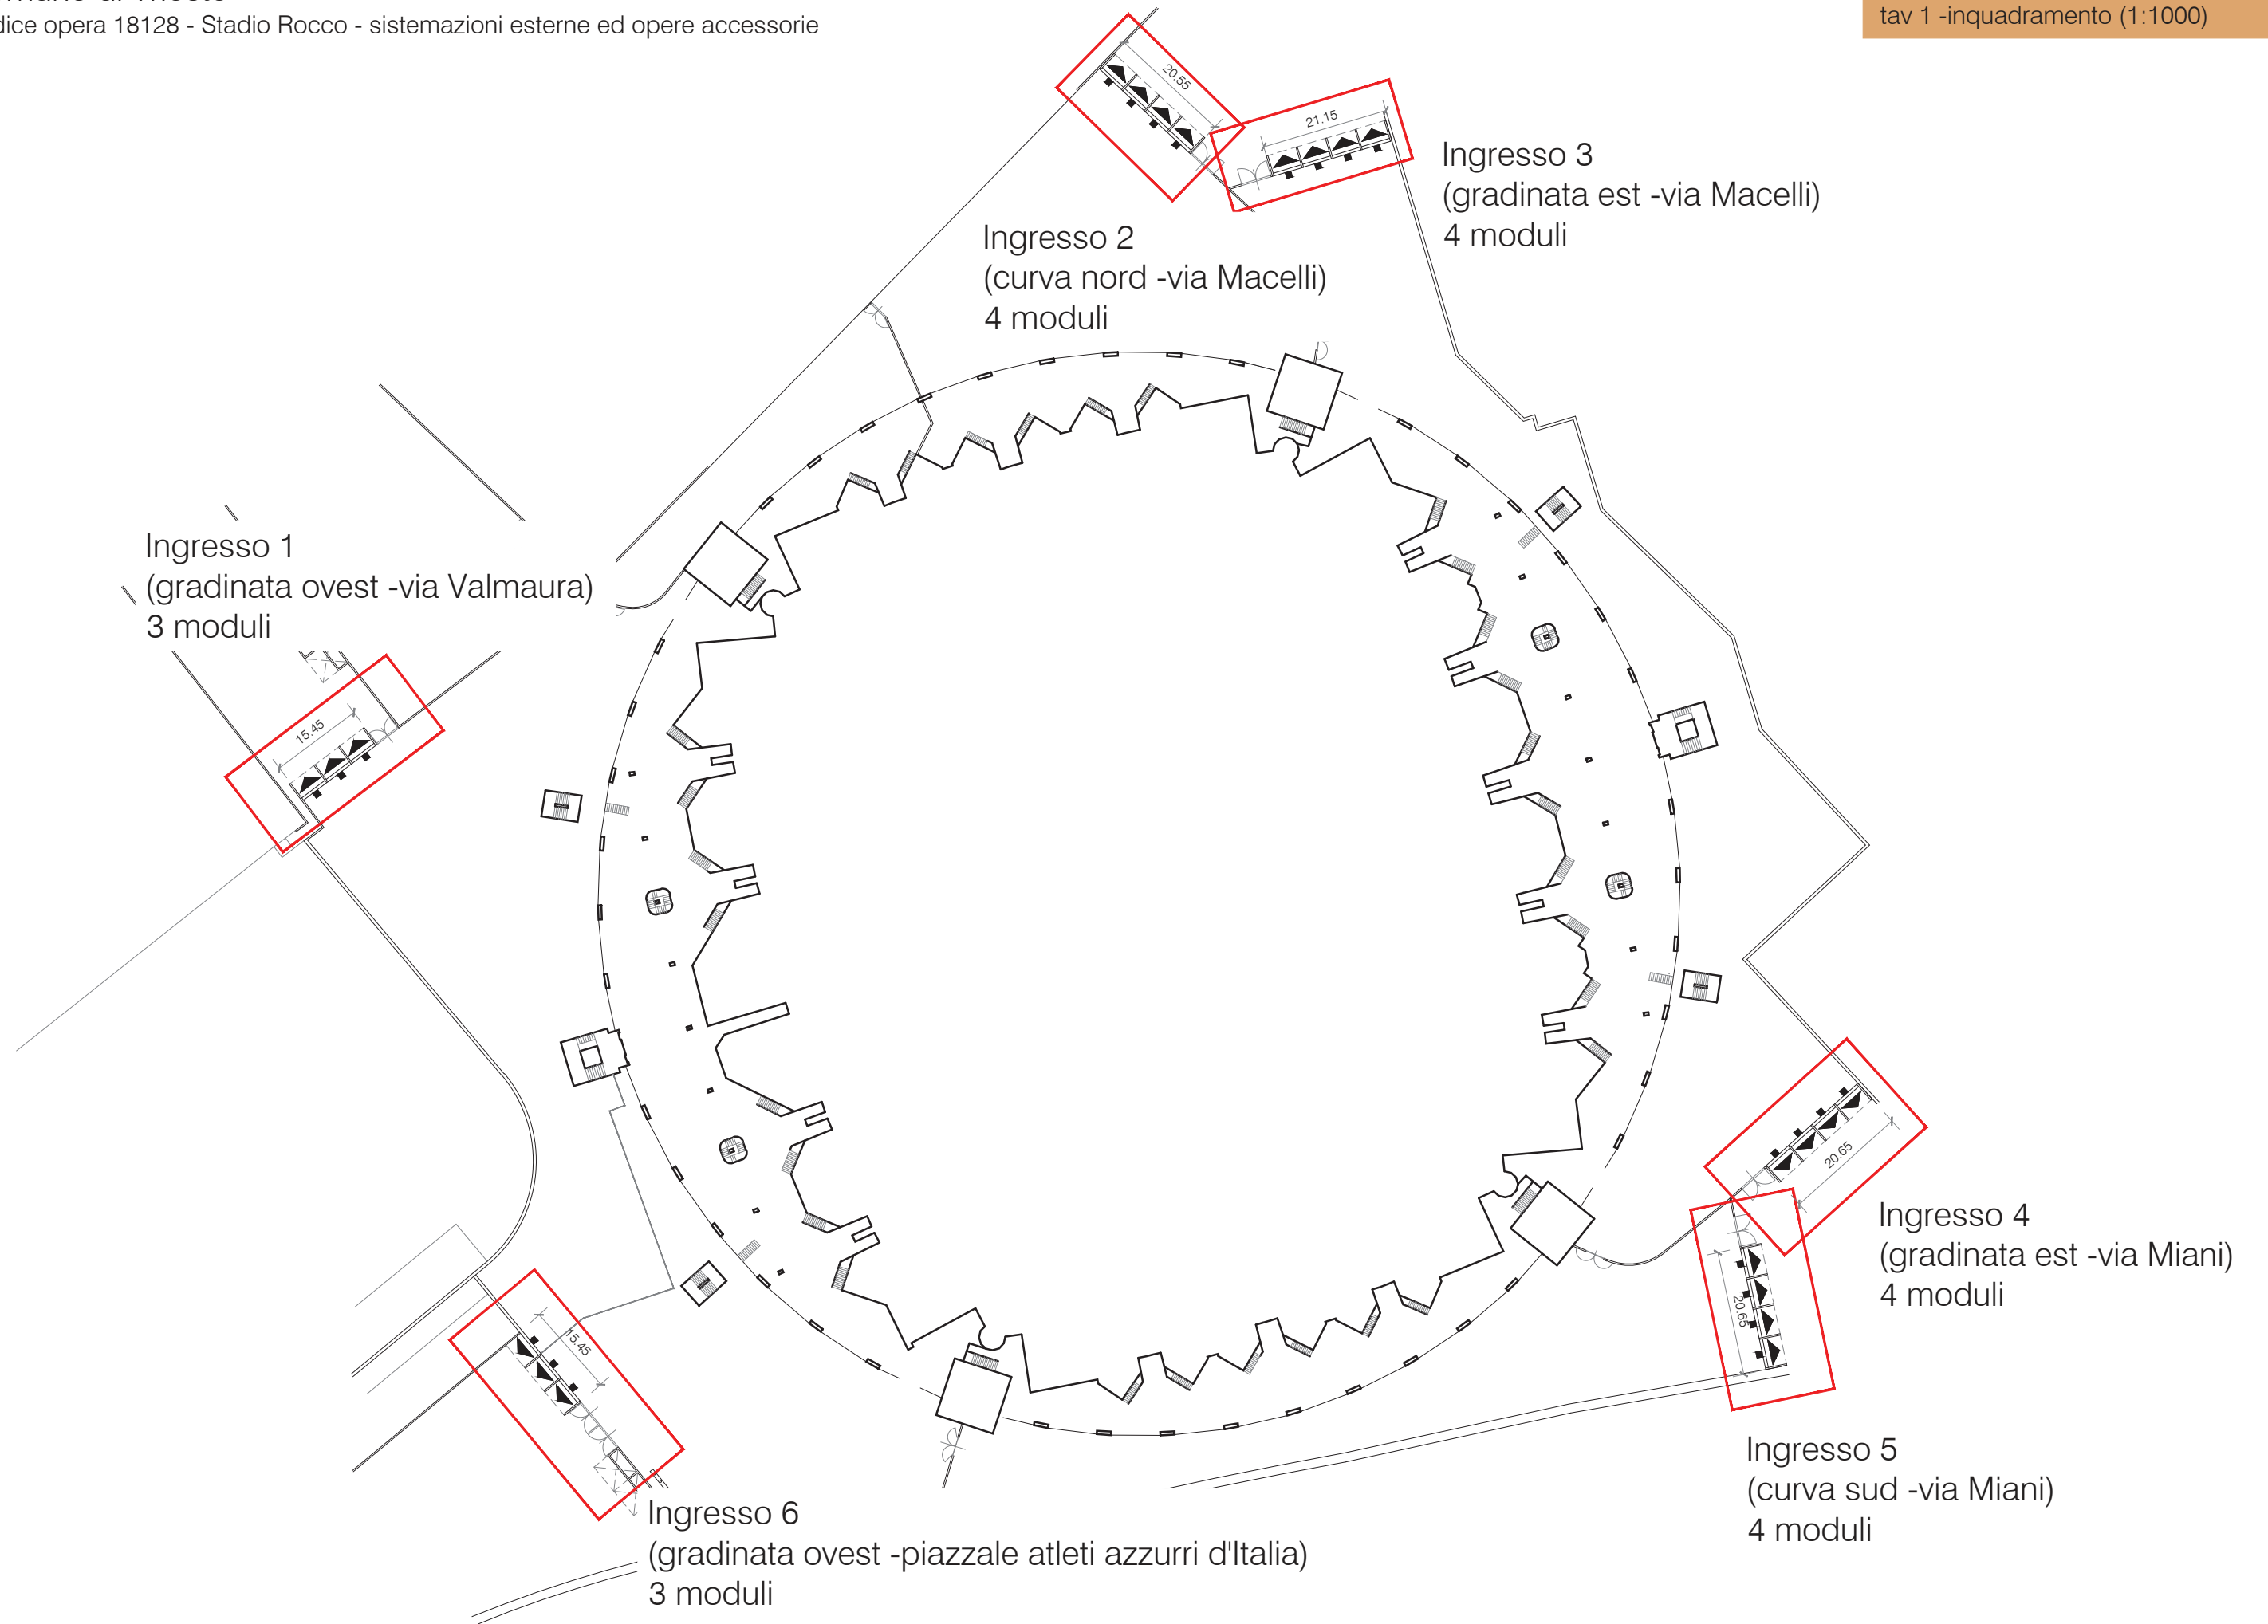 dice opera 18128 - Stadio Rocco - sistemazioni esterne ed opere accessorie
tav 1 -inquadramento (1:1000)
20.55
21.15
Ingresso 3
(gradinata est -via Macelli)
4 moduli
Ingresso 2
(curva nord -via Macelli)
4 moduli
Ingresso 1
(gradinata ovest -via Valmaura)
3 moduli
15.45
20.65
Ingresso 4
(gradinata est -via Miani)
4 moduli
20.65
15.45
Ingresso 5
(curva sud -via Miani)
4 moduli
Ingresso 6
(gradinata ovest -piazzale atleti azzurri d'Italia)
3 moduli